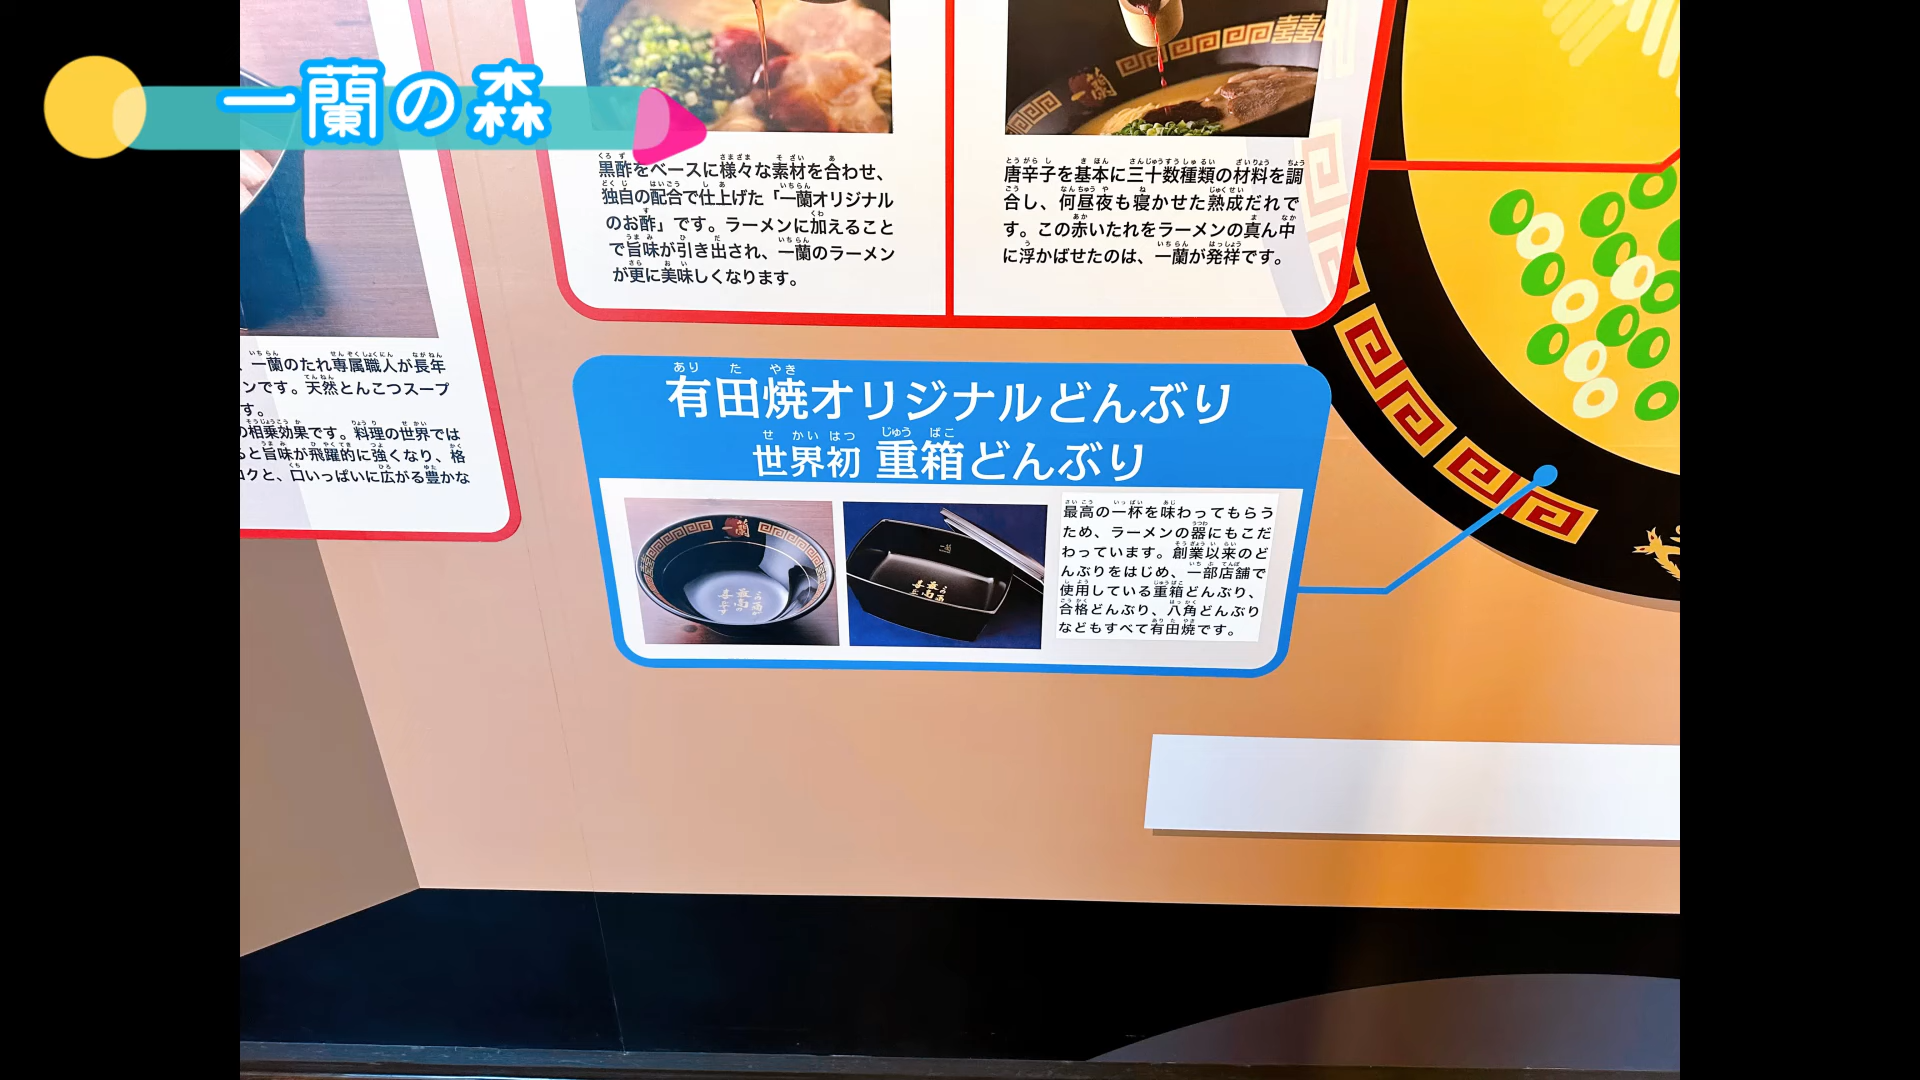 一蘭の森
黒酢をベースに様々な素材を合わせ、
独自の配合で仕上げた「一蘭オリジナル
のお酢」です。ラーメンに加えること
で旨味が引き出され、一蘭のラーメン
が更に美味しくなります。
唐辛子を基本に三十数種類の材料を調
合し、何昼夜も寝かせた熟成だれで
す。この赤いたれをラーメンの真ん中
に浮かばせたのは、一蘭が発祥です。
一蘭のたれ専属職人が長年
ンです。天然とんこつスープ
す。
の相乗効果です。料理の世界では
ると旨味が飛躍的に強くなり、格
コクと、口いっぱいに広がる豊かな
有田焼オリジナルどんぶり
世界初 重箱どんぶり
最高の一杯を味わってもらう
ため、ラーメンの器にもこだ
わっています。創業以来のど
んぶりをはじめ、一部店舗で
使用している重箱どんぶり、
合格どんぶり、八角どんぶり
などもすべて有田焼です。